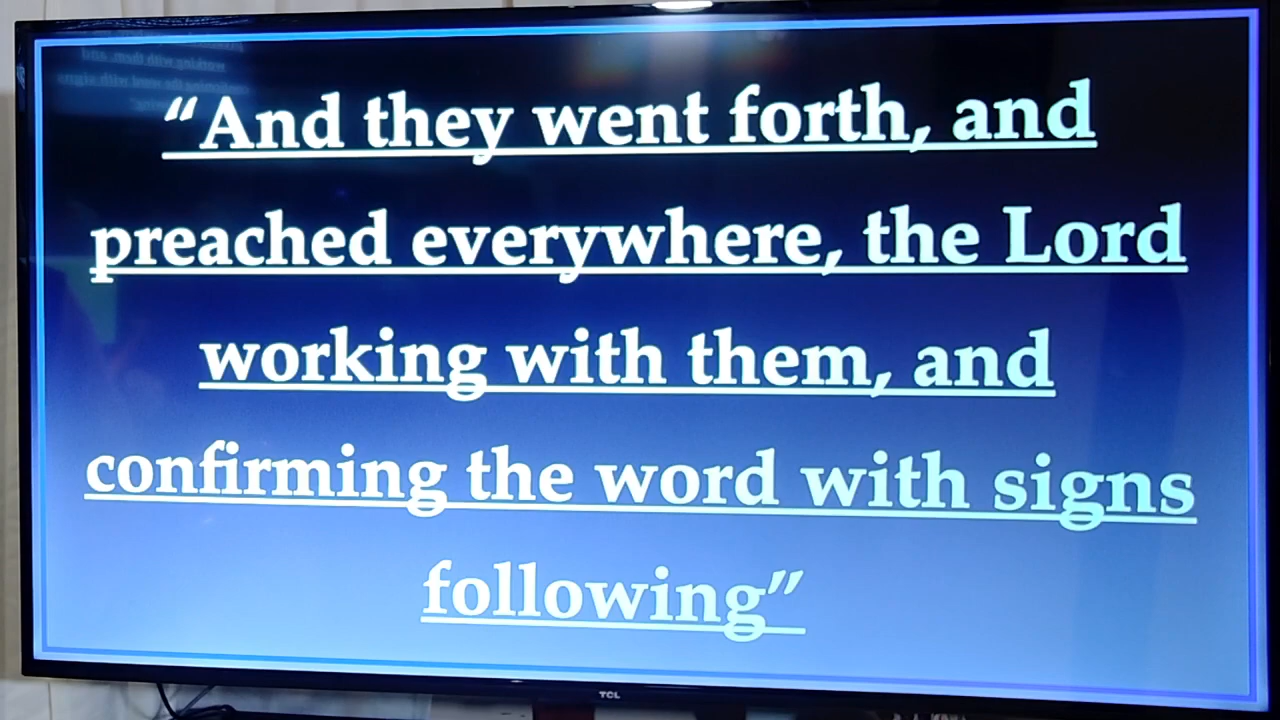 “And they went forth, and
preached everywhere, the Lord
working with them, and
confirming the word with signs
following”
TCL